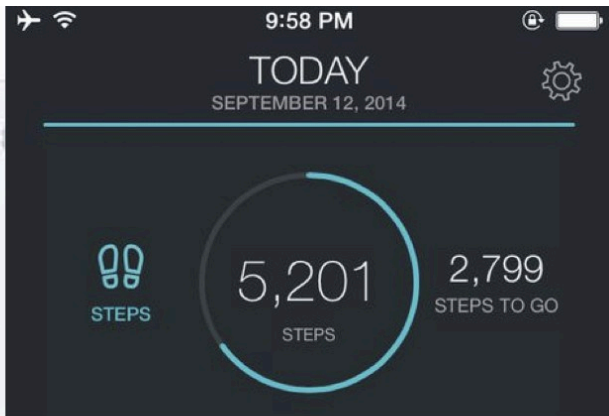 9:58 PM
TODAY
SEPTEMBER 12, 2014
STEPS
5,201
STEPS
2,799
STEPS TO GO